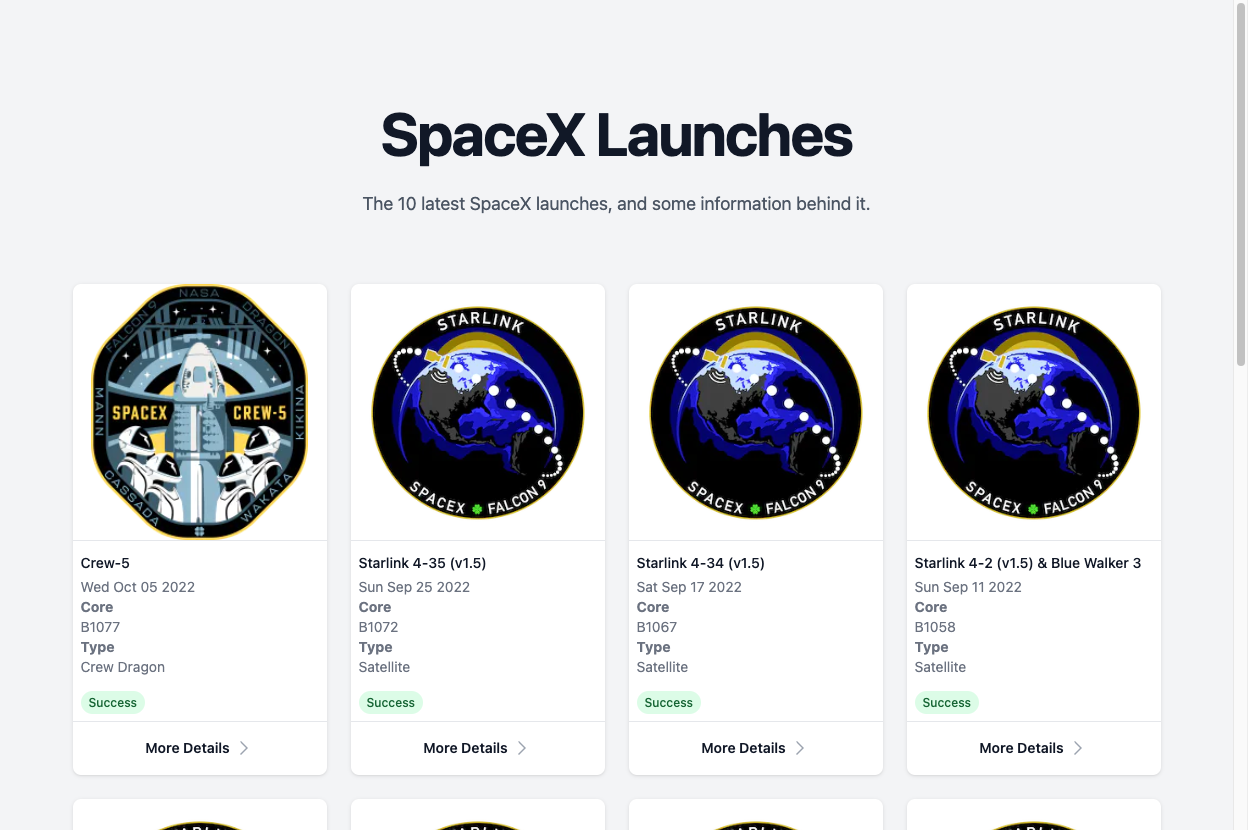 SpaceX Launches
The 10 latest SpaceX launches, and some information behind it.
NASA
FALCON 9
DRAGON
MANN
KIKINA
SPACEX CREW-5
CASSADA
WAKATA
STARLINK
SPACEX FALCON 9
STARLINK
SPACEX FALCON 9
STARLINK
SPACEX FALCON 9
Crew-5
Wed Oct 05 2022
Core
B1077
Type
Crew Dragon
Success
More Details
Starlink 4-35 (v1.5)
Sun Sep 25 2022
Core
B1072
Type
Satellite
Success
More Details
Starlink 4-34 (v1.5)
Sat Sep 17 2022
Core
B1067
Type
Satellite
Success
More Details
Starlink 4-2 (v1.5) & Blue Walker 3
Sun Sep 11 2022
Core
B1058
Type
Satellite
Success
More Details